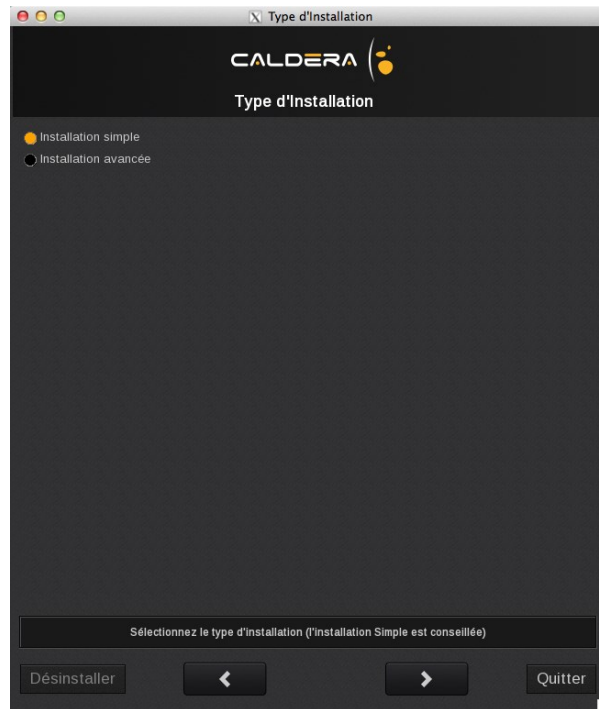 Type d'Installation
CALDERA
Type d'Installation
Installation simple
Installation avancée
Sélectionnez le type d'installation (l'installation Simple est conseillée)
Désinstaller
Quitter